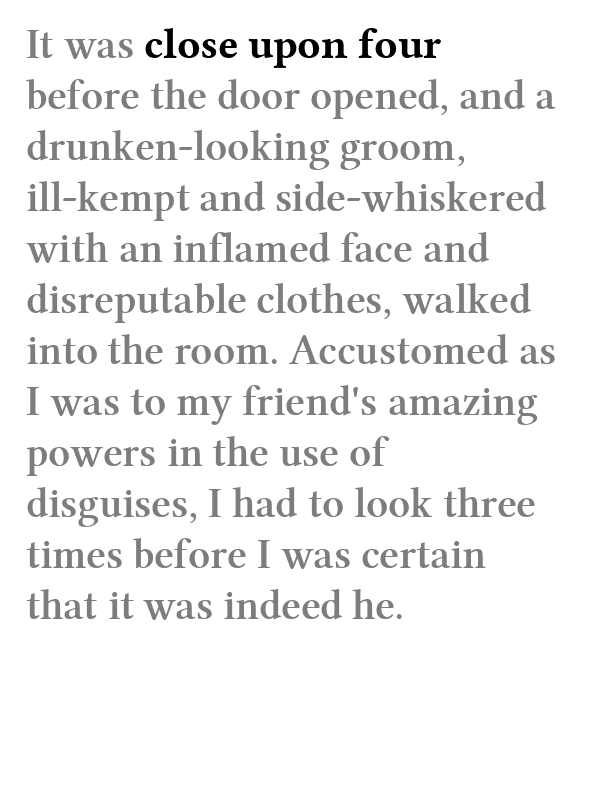 It was close upon four
before the door opened, and a
drunken-looking groom,
ill-kempt and side-whiskered
with an inflamed face and
disreputable clothes, walked
into the room. Accustomed as
I was to my friend's amazing
powers in the use of
disguises, I had to look three
times before I was certain
that it was indeed he.